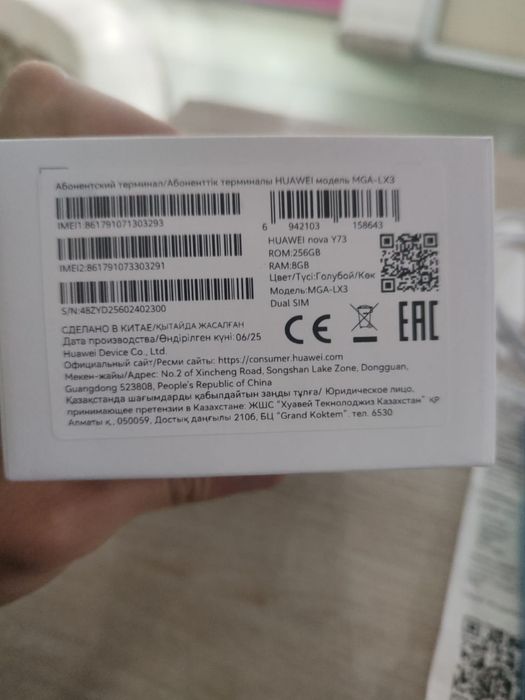 Абонентский терминал/Абоненттік терминалы HUAWEI модель MGA-LX3
IMEI1:861791071303293
6 942103 158643
IMEI2:861791073303291
HUAWEI nova Y73
ROM:256GB
RAM:8GB
Цвет/Түсі:Голубой/Көк
Модель:MGA-LX3
Dual SIM
S/N:4BZYD25602402300
СДЕЛАНО В КИТАЕ/ҚЫТАЙДА ЖАСАЛҒАН
Дата производства/Өндірілген күні: 06/25
Huawei Device Co., Ltd.
CE
EAC
Официальный сайт/Ресми сайты: https://consumer.huawei.com
Мекен-жайы/Адрес: No.2 of Xincheng Road, Songshan Lake Zone, Dongguan,
Guangdong 523808, People's Republic of China
Қазақстанда шағымдарды қабылдайтын заңды тұлға/ Юридическое лицо,
принимающее претензии в Казахстане: ЖШС "Хуавей Текнолоджиз Казахстан" ҚР
Алматы қ., 050059, Достық даңғылы 210б, БЦ "Grand Koktem". тел. 6530